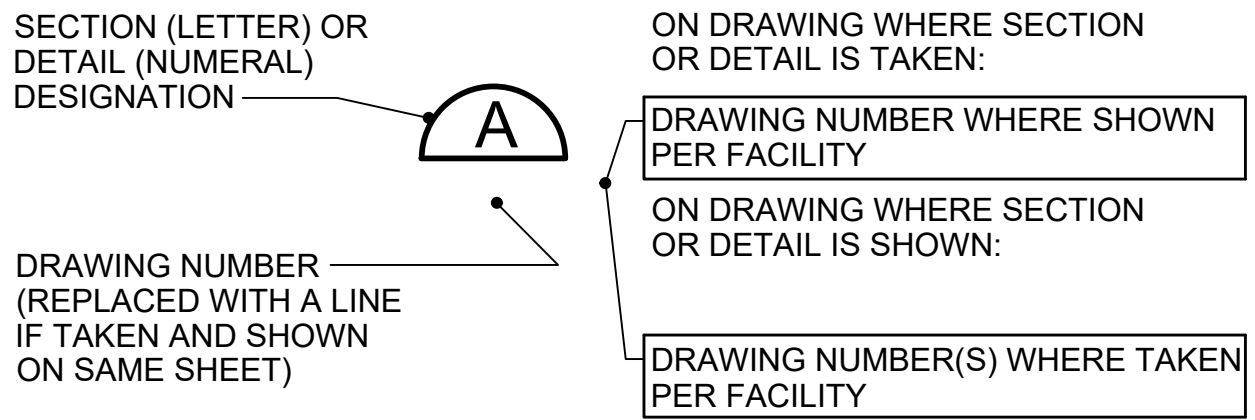 SECTION (LETTER) OR
DETAIL (NUMERAL)
DESIGNATION
A
DRAWING NUMBER
(REPLACED WITH A LINE
IF TAKEN AND SHOWN
ON SAME SHEET)
ON DRAWING WHERE SECTION
OR DETAIL IS TAKEN:
DRAWING NUMBER WHERE SHOWN
PER FACILITY
ON DRAWING WHERE SECTION
OR DETAIL IS SHOWN:
DRAWING NUMBER(S) WHERE TAKEN
PER FACILITY